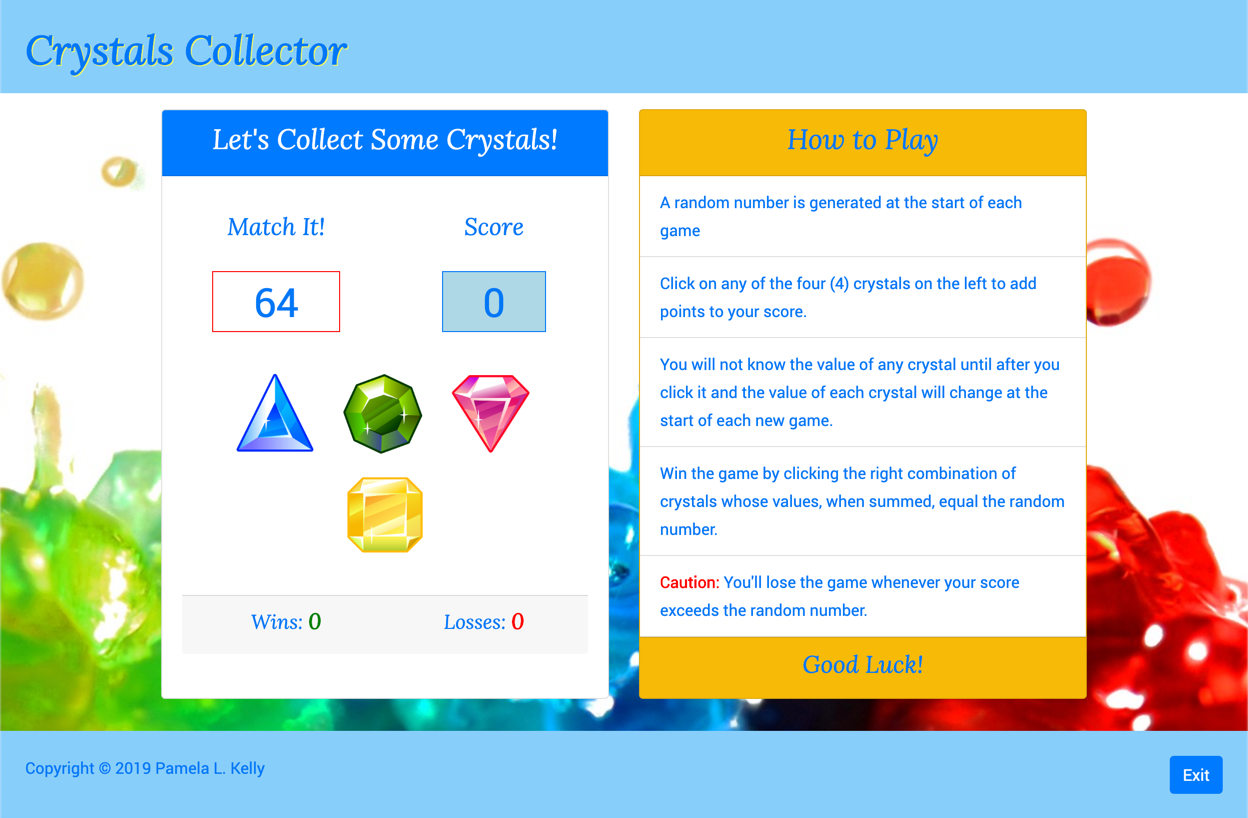 Crystals Collector
Let's Collect Some Crystals!
Match It!
Score
64
0
Wins: 0
Losses: 0
How to Play
A random number is generated at the start of each
game
Click on any of the four (4) crystals on the left to add
points to your score.
You will not know the value of any crystal until after you
click it and the value of each crystal will change at the
start of each new game.
Win the game by clicking the right combination of
crystals whose values, when summed, equal the random
number.
Caution: You'll lose the game whenever your score
exceeds the random number.
Good Luck!
Copyright © 2019 Pamela L. Kelly
Exit